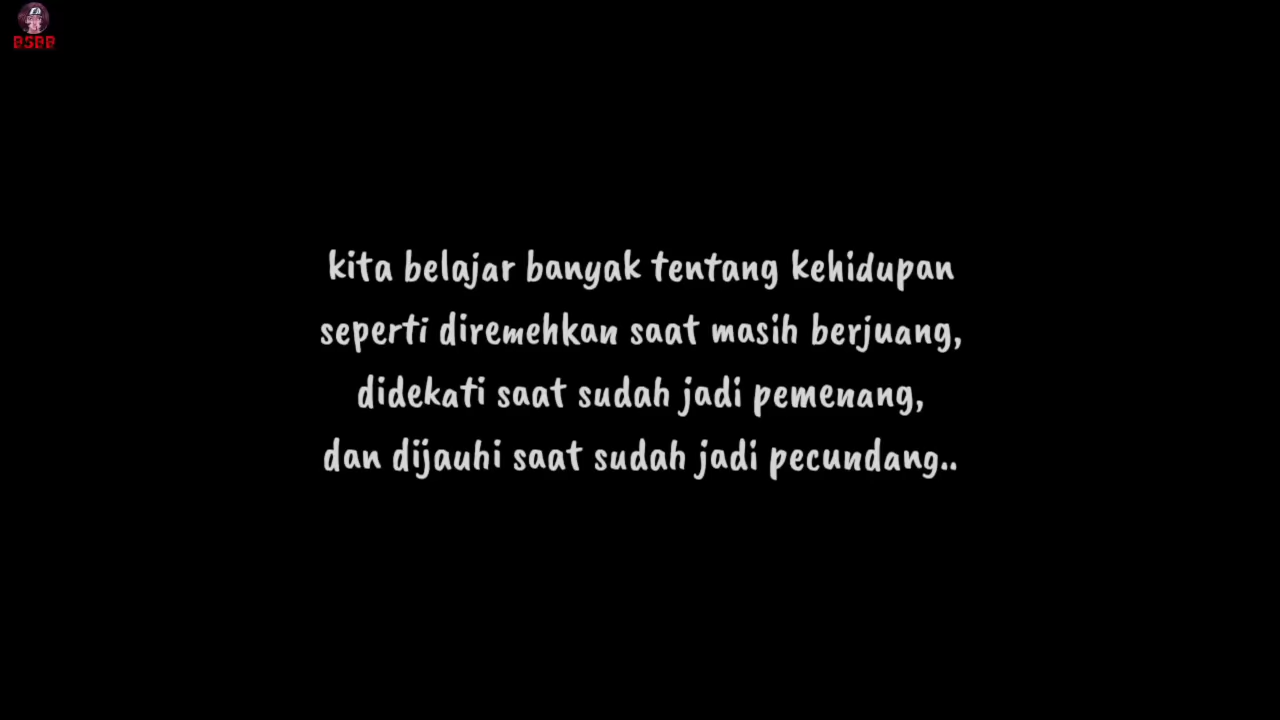 BSBB
kita belajar banyak tentang kehidupan
seperti diremehkan saat masih berjuang,
didekati saat sudah jadi pemenang,
dan dijauhi saat sudah jadi pecundang..